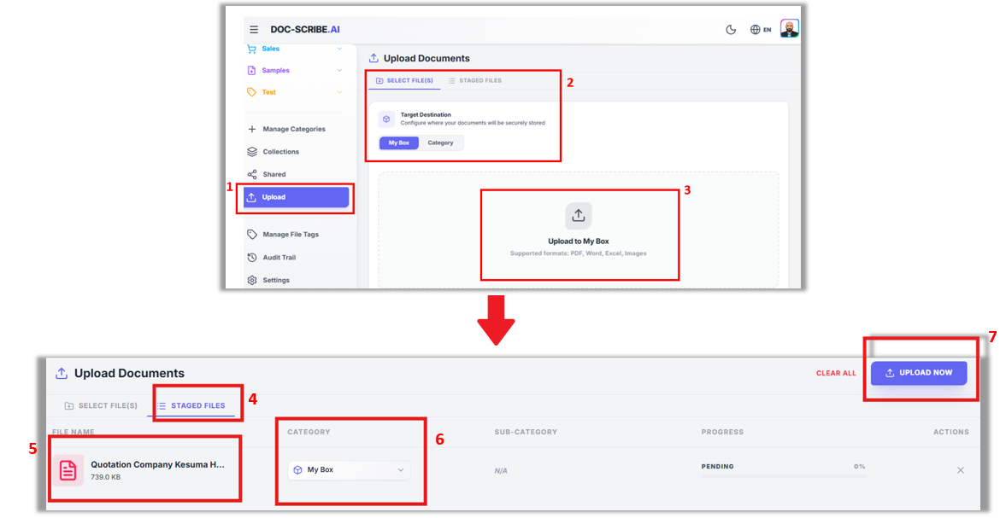 DOC-SCRIBE.AI
EN
Sales
Samples
Test
Manage Categories
Collections
Shared
1
Upload
Manage File Tags
Audit Trail
Settings
Upload Documents
SELECT FILE(S) STAGED FILES
2
Target Destination
Configure where your documents will be securely stored
My Box Category
3
Upload to My Box
Supported formats: PDF, Word, Excel, Images
7
Upload Documents
CLEAR ALL UPLOAD NOW
SELECT FILE(S) STAGED FILES
4
FILE NAME CATEGORY SUB-CATEGORY PROGRESS ACTIONS
5
6
Quotation Company Kesuma H...
739.0 KB
My Box
N/A
PENDING 0%